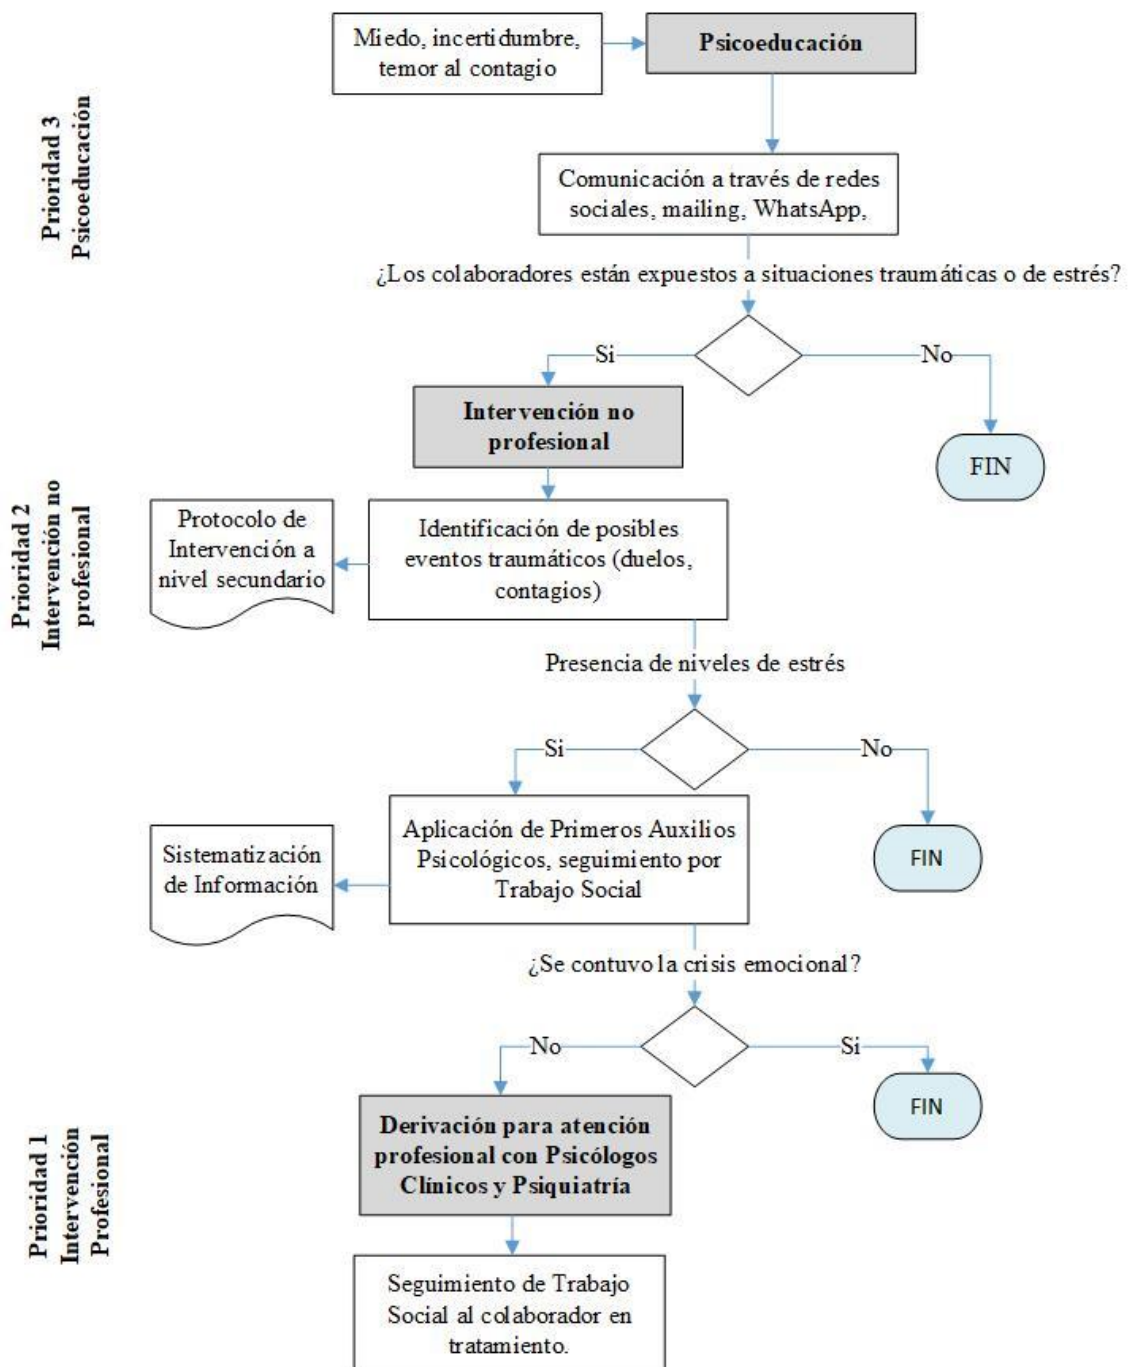 Miedo, incertidumbre,
temor al contagio
Psicoeducación
Prioridad 3
Psicoeducación
Comunicación a través de redes
sociales, mailing, WhatsApp,
¿Los colaboradores están expuestos a situaciones traumáticas o de estrés?
Si
No
Intervención no
profesional
FIN
Prioridad 2
Intervención no
profesional
Protocolo de
Intervención a
nivel secundario
Identificación de posibles
eventos traumáticos (duelos,
contagios)
Presencia de niveles de estrés
Si
No
Sistematización
de Información
Aplicación de Primeros Auxilios
Psicológicos, seguimiento por
Trabajo Social
FIN
¿Se contuvo la crisis emocional?
No
Si
FIN
Prioridad 1
Intervención
Profesional
Derivación para atención
profesional con Psicólogos
Clínicos y Psiquiatría
Seguimiento de Trabajo
Social al colaborador en
tratamiento.